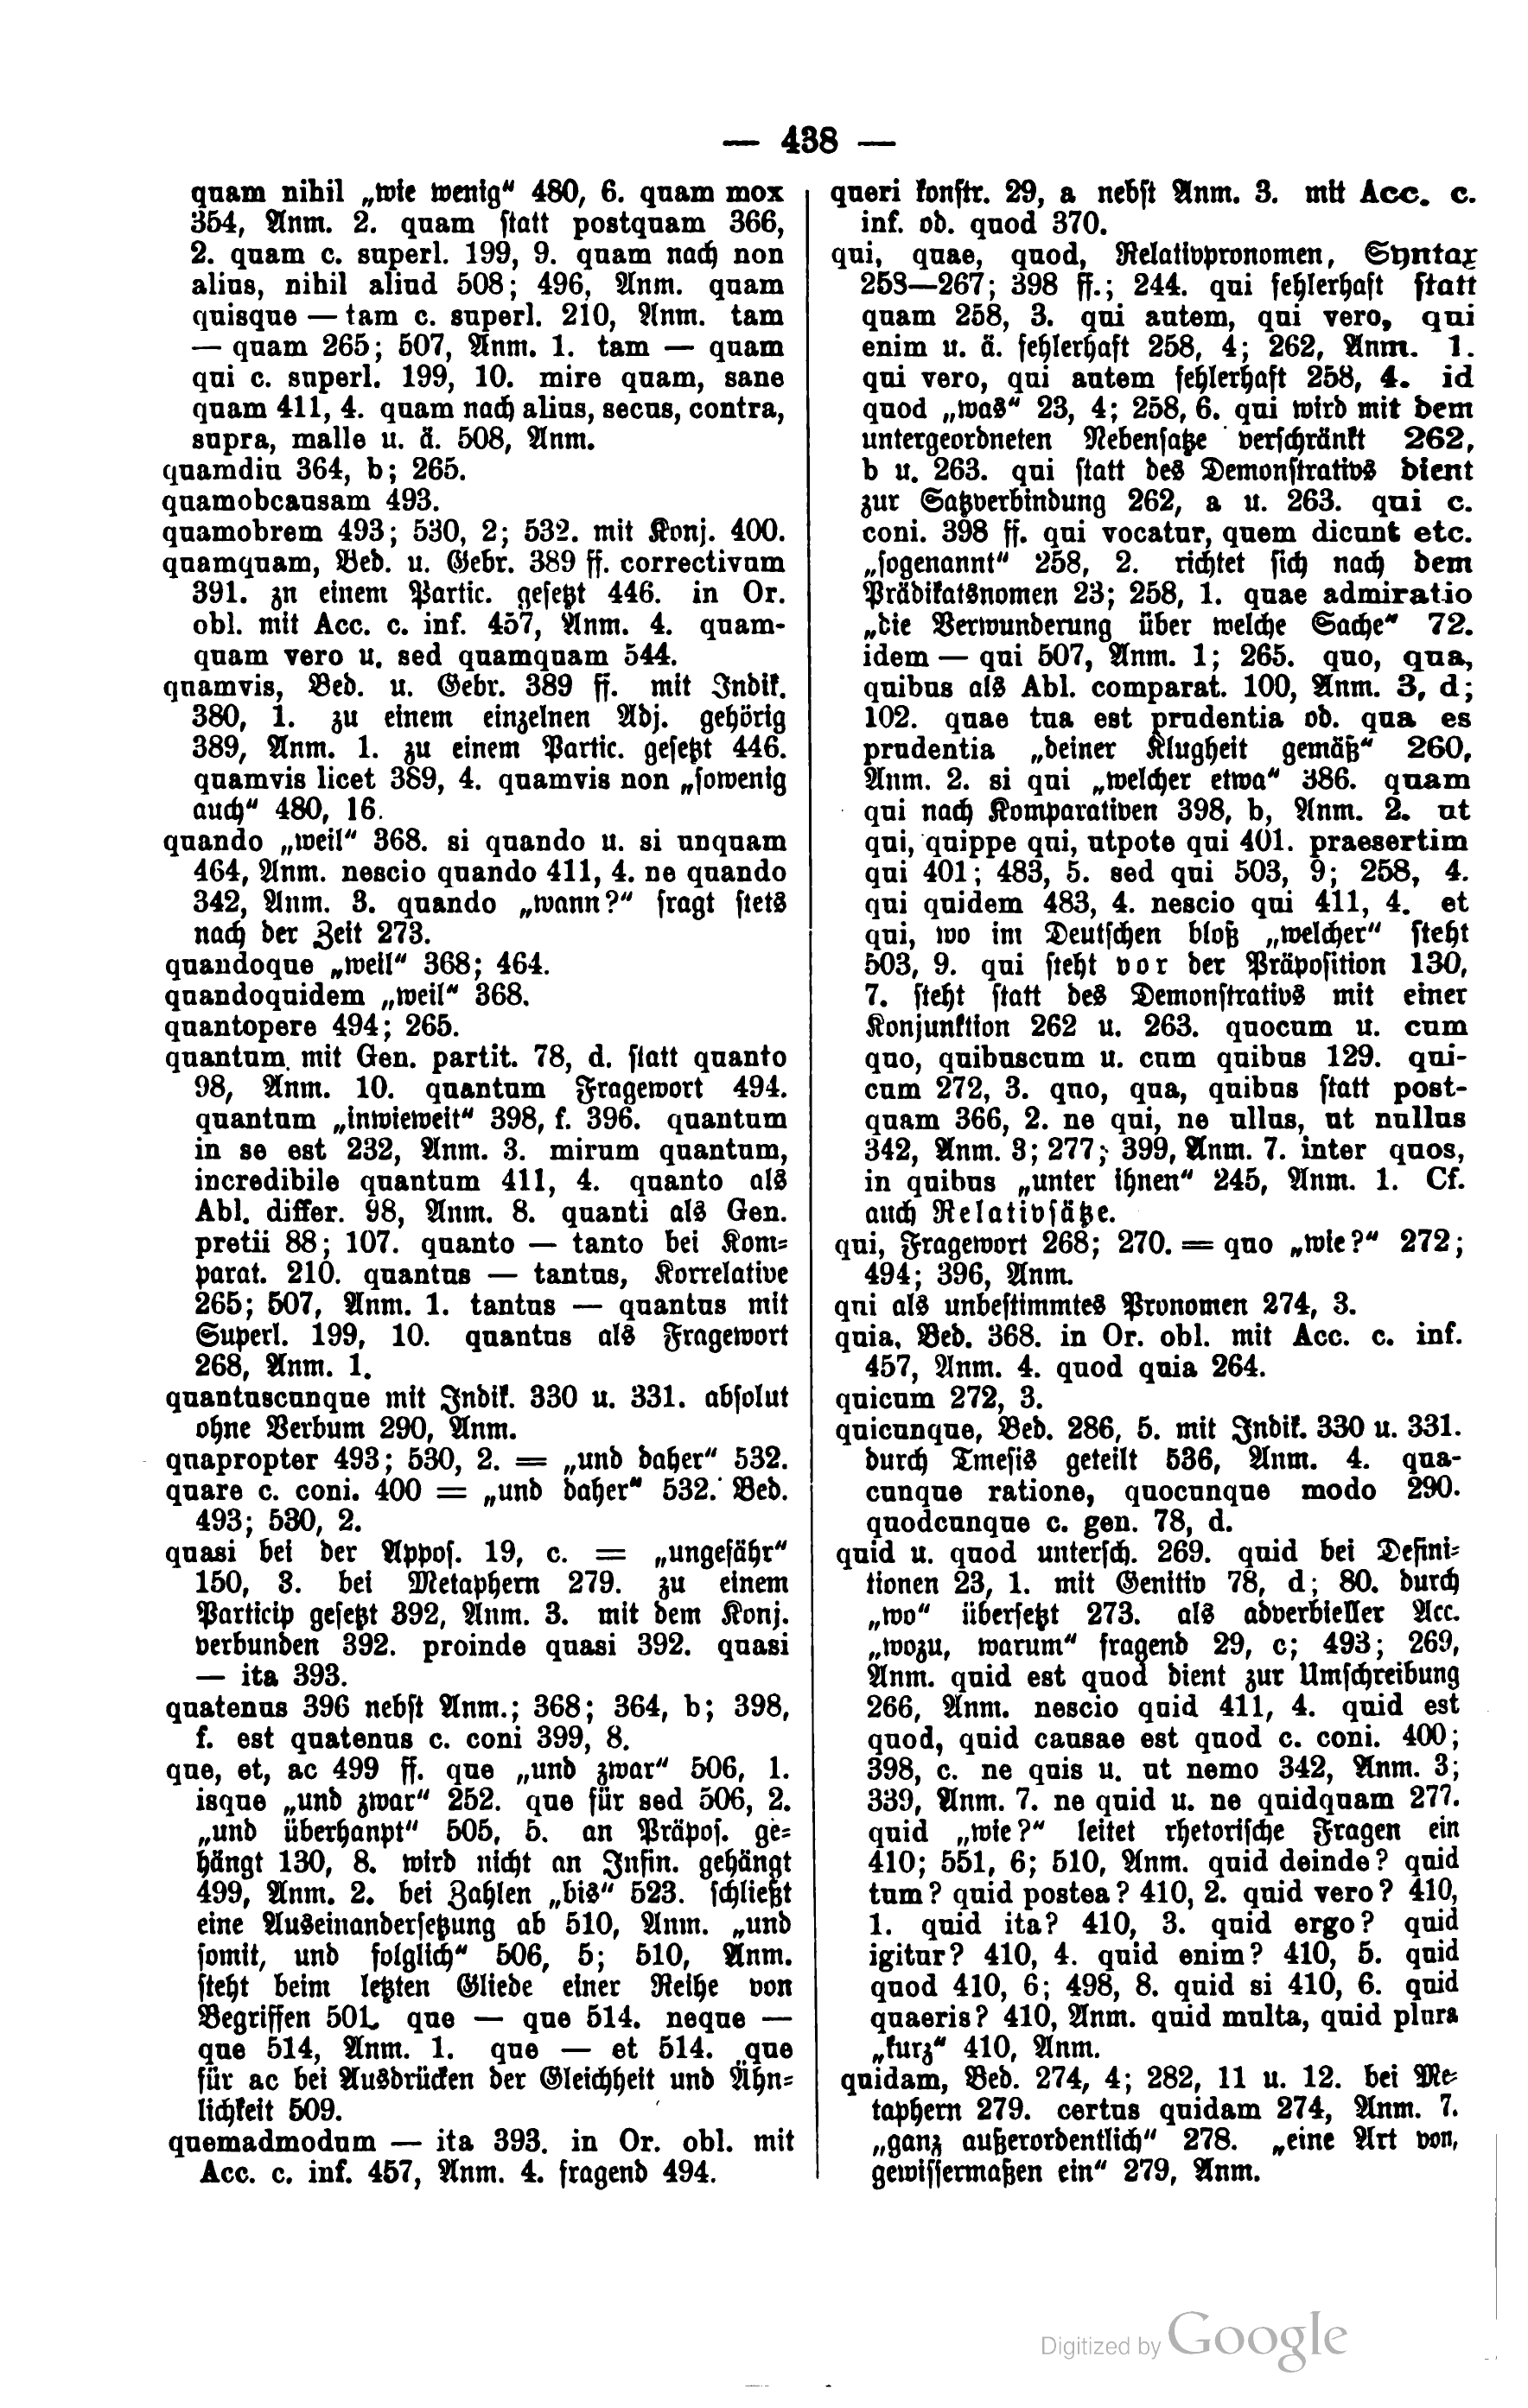 — 438 —
quam nihil „wie wenig“ 480, 6. quam mox
354, Anm. 2. quam statt postquam 366,
2. quam c. superl. 199, 9. quam nach non
alius, nihil aliud 508; 496, Anm. quam
quisque — tam c. superl. 210, Anm. tam
— quam 265; 507, Anm. 1. tam — quam
qui c. superl. 199, 10. mire quam, sane
quam 411, 4. quam nach alius, secus, contra,
supra, malle u. ä. 508, Anm.
quamdiu 364, b; 265.
quamobcausam 493.
quamobrem 493; 530, 2; 532. mit Konj. 400.
quamquam, Bed. u. Gebr. 389 ff. correctivum
391. zu einem Partic. gesetzt 446. in Or.
obl. mit Acc. c. inf. 457, Anm. 4. quam-
quam vero u. sed quamquam 544.
quamvis, Bed. u. Gebr. 389 ff. mit Indik.
380, 1. zu einem einzelnen Adj. gehörig
389, Anm. 1. zu einem Partic. gesetzt 446.
quamvis licet 389, 4. quamvis non „sowenig
auch“ 480, 16.
quando „weil“ 368. si quando u. si unquam
464, Anm. nescio quando 411, 4. ne quando
342, Anm. 3. quando „wann?“ fragt stets
nach der Zeit 273.
quandoque „weil“ 368; 464.
quandoquidem „weil“ 368.
quantopere 494; 265.
quantum mit Gen. partit. 78, d. statt quanto
98, Anm. 10. quantum Fragewort 494.
quantum „inwieweit“ 398, f. 396. quantum
in se est 232, Anm. 3. mirum quantum,
incredibile quantum 411, 4. quanto als
Abl. differ. 98, Anm. 8. quanti als Gen.
pretii 88; 107. quanto — tanto bei Kom-
parat. 210. quantus — tantus, Korrelative
265; 507, Anm. 1. tantus — quantus mit
Superl. 199, 10. quantus als Fragewort
268, Anm. 1.
quantuscunque mit Indik. 330 u. 331. absolut
ohne Verbum 290, Anm.
quapropter 493; 530, 2. = „und daher“ 532.
quare c. coni. 400 = „und daher“ 532. Bed.
493; 530, 2.
quasi bei der Appos. 19, c. = „ungefähr“
150, 3. bei Metaphern 279. zu einem
Particip gesetzt 392, Anm. 3. mit dem Konj.
verbunden 392. proinde quasi 392. quasi
— ita 393.
quatenus 396 nebst Anm.; 368; 364, b; 398,
f. est quatenus c. coni 399, 8.
que, et, ac 499 ff. que „und zwar“ 506, 1.
isque „und zwar“ 252. que für sed 506, 2.
„und überhaupt“ 505, 5. an Präpos. ge-
hängt 130, 8. wird nicht an Infin. gehängt
499, Anm. 2. bei Zahlen „bis“ 523. schließt
eine Auseinandersetzung ab 510, Anm. „und
somit, und folglich“ 506, 5; 510, Anm.
steht beim letzten Gliede einer Reihe von
Begriffen 501. que — que 514. neque —
que 514, Anm. 1. que — et 514. que
für ac bei Ausdrücken der Gleichheit und Ähn-
lichkeit 509.
quemadmodum — ita 393. in Or. obl. mit
Acc. c. inf. 457, Anm. 4. fragend 494.
queri konstr. 29, a nebst Anm. 3. mit Acc. c.
inf. ob. quod 370.
qui, quae, quod, Relativpronomen, Syntax
258—267; 398 ff.; 244. qui fehlerhaft statt
quam 258, 3. qui autem, qui vero, qui
enim u. ä. fehlerhaft 258, 4; 262, Anm. 1.
qui vero, qui autem fehlerhaft 258, 4. id
quod „was“ 23, 4; 258, 6. qui wird mit dem
untergeordneten Nebensatze verschränkt 262,
b u. 263. qui statt des Demonstrativs dient
zur Satzverbindung 262, a u. 263. qui c.
coni. 398 ff. qui vocatur, quem dicunt etc.
„sogenannt“ 258, 2. richtet sich nach dem
Prädikatsnomen 23; 258, 1. quae admiratio
„die Verwunderung über welche Sache“ 72.
idem — qui 507, Anm. 1; 265. quo, qua,
quibus als Abl. comparat. 100, Anm. 3, d;
102. quae tua est prudentia ob. qua es
prudentia „deiner Klugheit gemäß“ 260,
Anm. 2. si qui „welcher etwa“ 386. quam
qui nach Komparativen 398, b, Anm. 2. ut
qui, quippe qui, utpote qui 401. praesertim
qui 401; 483, 5. sed qui 503, 9; 258, 4.
qui quidem 483, 4. nescio qui 411, 4. et
qui, wo im Deutschen bloß „welcher“ steht
503, 9. qui steht vor der Präposition 130,
7. steht statt des Demonstrativs mit einer
Konjunktion 262 u. 263. quocum u. cum
quo, quibuscum u. cum quibus 129. qui-
cum 272, 3. quo, qua, quibus statt post-
quam 366, 2. ne qui, ne ullus, ut nullus
342, Anm. 3; 277; 399, Anm. 7. inter quos,
in quibus „unter ihnen“ 245, Anm. 1. Cf.
auch Relativsätze.
qui, Fragewort 268; 270. = quo „wie?“ 272;
494; 396, Anm.
qui als unbestimmtes Pronomen 274, 3.
quia, Bed. 368. in Or. obl. mit Acc. c. inf.
457, Anm. 4. quod quia 264.
quicum 272, 3.
quicunque, Bed. 286, 5. mit Indik. 330 u. 331.
durch Tmesis geteilt 536, Anm. 4. qua-
cunque ratione, quocunque modo 290.
quodcunque c. gen. 78, d.
quid u. quod untersch. 269. quid bei Defini-
tionen 23, 1. mit Genitiv 78, d; 80. durch
„wo“ übersetzt 273. als adverbieller Acc.
„wozu, warum“ fragend 29, c; 493; 269,
Anm. quid est quod dient zur Umschreibung
266, Anm. nescio quid 411, 4. quid est
quod, quid causae est quod c. coni. 400;
398, c. ne quis u. ut nemo 342, Anm. 3;
339, Anm. 7. ne quid u. ne quidquam 277.
quid „wie?“ leitet rhetorische Fragen ein
410; 551, 6; 510, Anm. quid deinde? quid
tum? quid postea? 410, 2. quid vero? 410,
1. quid ita? 410, 3. quid ergo? quid
igitur? 410, 4. quid enim? 410, 5. quid
quod 410, 6; 498, 8. quid si 410, 6. quid
quaeris? 410, Anm. quid multa, quid plura
„kurz“ 410, Anm.
quidam, Bed. 274, 4; 282, 11 u. 12. bei Me-
taphern 279. certus quidam 274, Anm. 7.
„ganz außerordentlich“ 278. „eine Art von,
gewissermaßen ein“ 279, Anm.
Digitized by Google